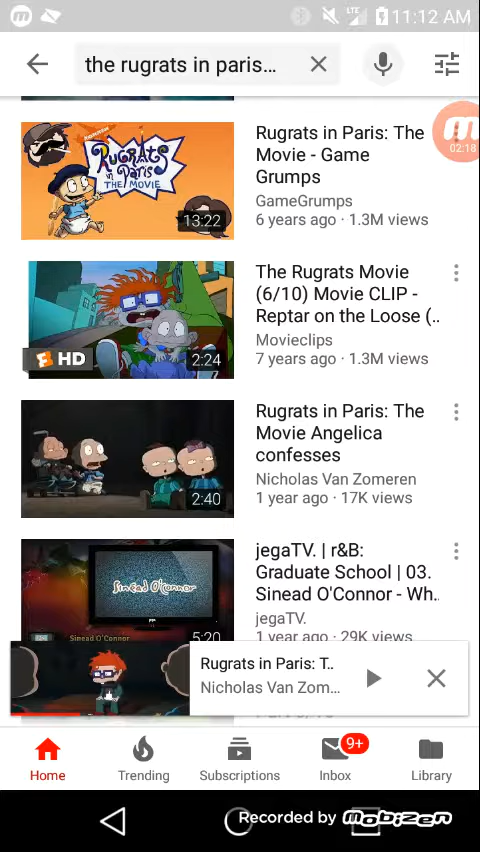 LTE 11:12 AM
the rugrats in paris...
02:18
RUGRATS
in PARIS
THE MOVIE
13:22
Rugrats in Paris: The
Movie - Game
Grumps
GameGrumps
6 years ago · 1.3M views
HD
2:24
The Rugrats Movie
(6/10) Movie CLIP -
Reptar on the Loose (..
Movieclips
7 years ago · 1.3M views
2:40
Rugrats in Paris: The
Movie Angelica
confesses
Nicholas Van Zomeren
1 year ago · 17K views
Sinéad O'Connor
Sinead O'Connor
5:20
jegaTV. | r&B:
Graduate School | 03.
Sinead O'Connor - Wh..
jegaTV.
1 year ago · 29K views
Rugrats in Paris: T..
Nicholas Van Zom...
9+
Home
Trending
Subscriptions
Inbox
Library
Recorded by mobizen